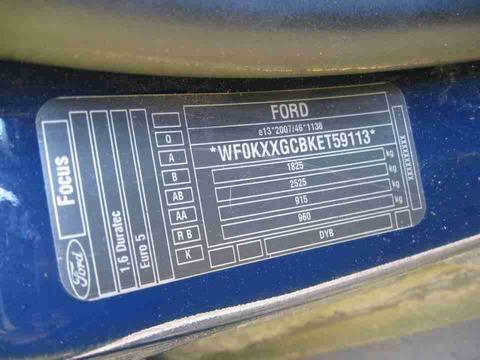 FORD
e13*2007/46*1138
*WF0KXXGCBKET59113*
1825 kg
2525 kg
915 kg
960 kg
DYB
Q
A
B
AB
AA
R B
K
Focus
1,6 Duratec
Euro 5
Ford